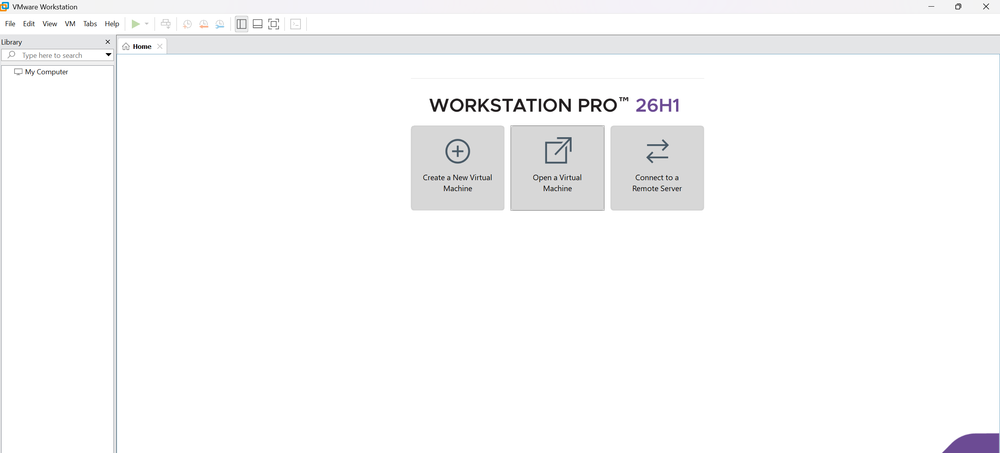 VMware Workstation
File Edit View VM Tabs Help
Library
Type here to search
My Computer
Home
WORKSTATION PRO™ 26H1
Create a New Virtual
Machine
Open a Virtual
Machine
Connect to a
Remote Server